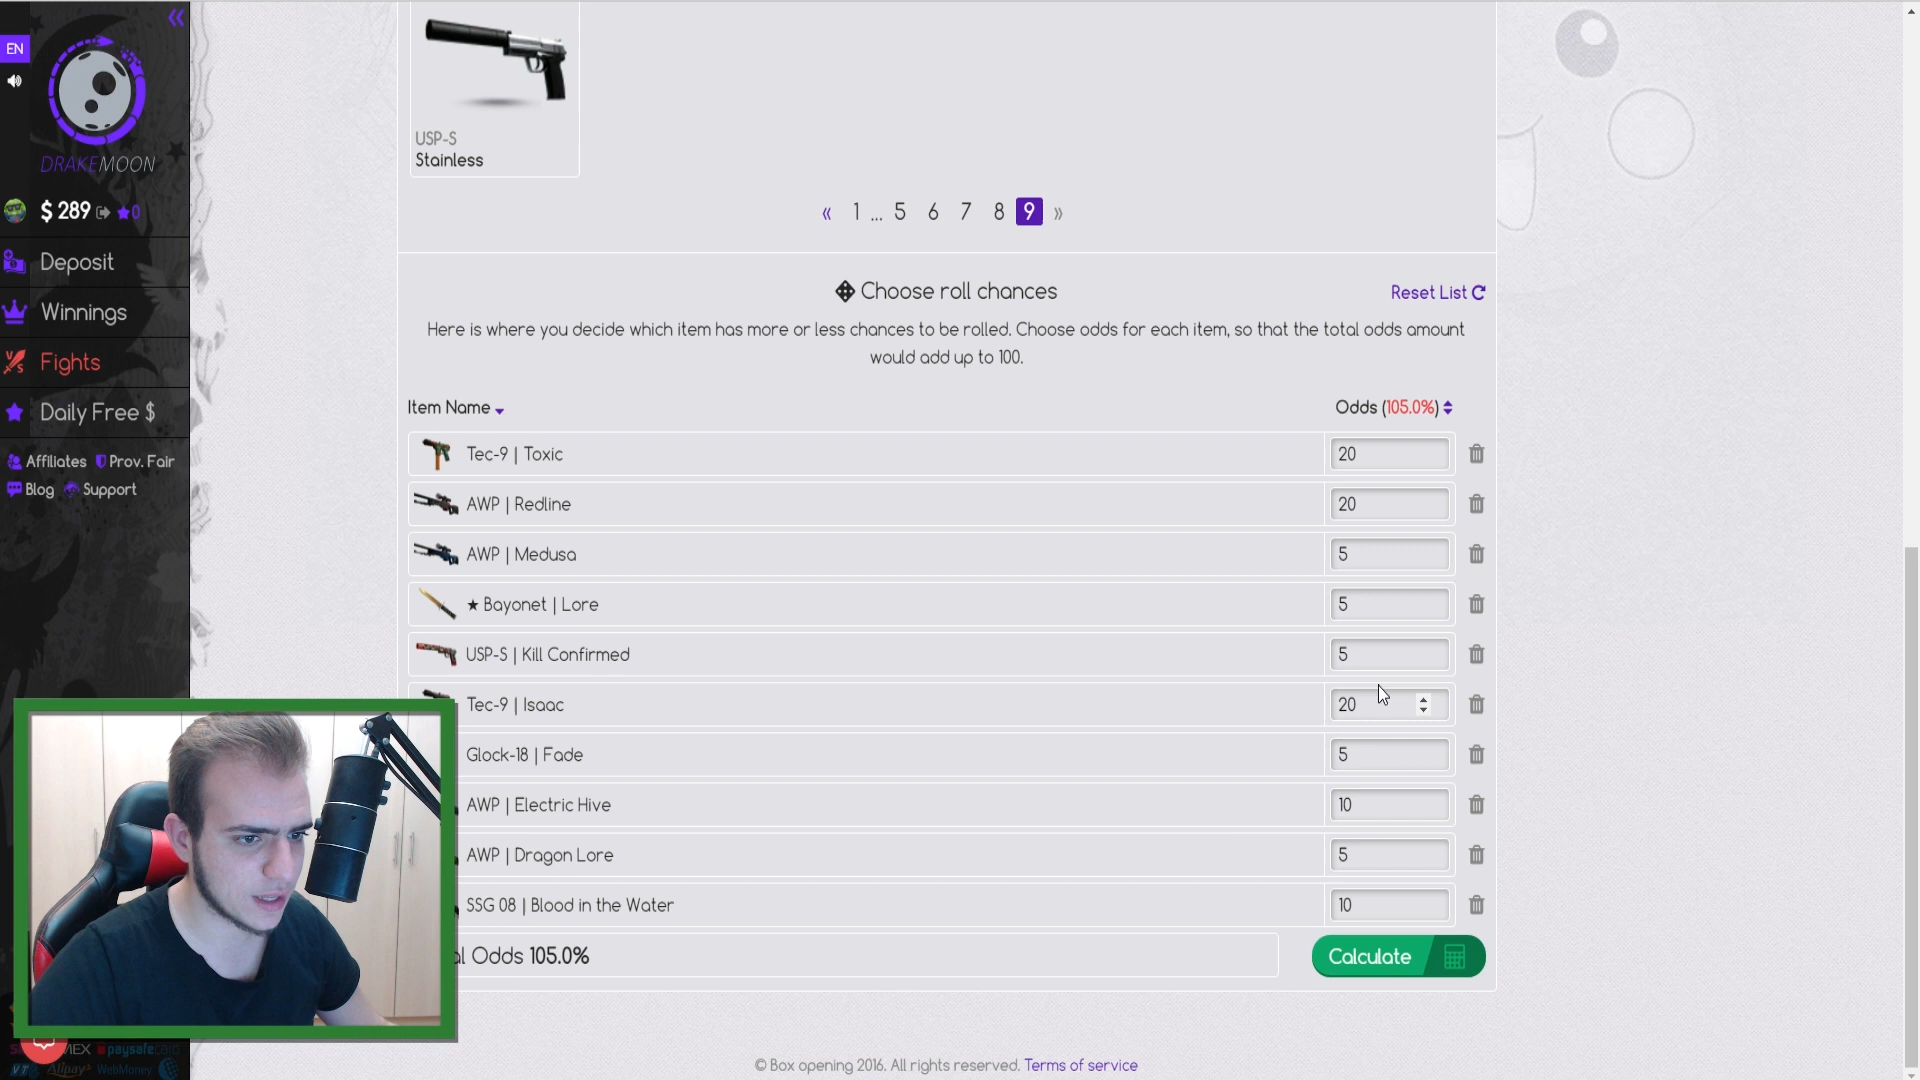 EN
DRAKEMOON
$ 289
0
Deposit
Winnings
Fights
Daily Free $
Affiliates Prov. Fair
Blog Support
USP-S
Stainless
« 1 ... 5 6 7 8 9 »
Choose roll chances
Reset List
Here is where you decide which item has more or less chances to be rolled. Choose odds for each item, so that the total odds amount
would add up to 100.
Item Name Odds (105.0%)
Tec-9 | Toxic 20
AWP | Redline 20
AWP | Medusa 5
★ Bayonet | Lore 5
USP-S | Kill Confirmed 5
Tec-9 | Isaac 20
Glock-18 | Fade 5
AWP | Electric Hive 10
AWP | Dragon Lore 5
SSG 08 | Blood in the Water 10
Odds 105.0%
Calculate
paysafe
Alipay WebMoney
© Box opening 2016. All rights reserved. Terms of service